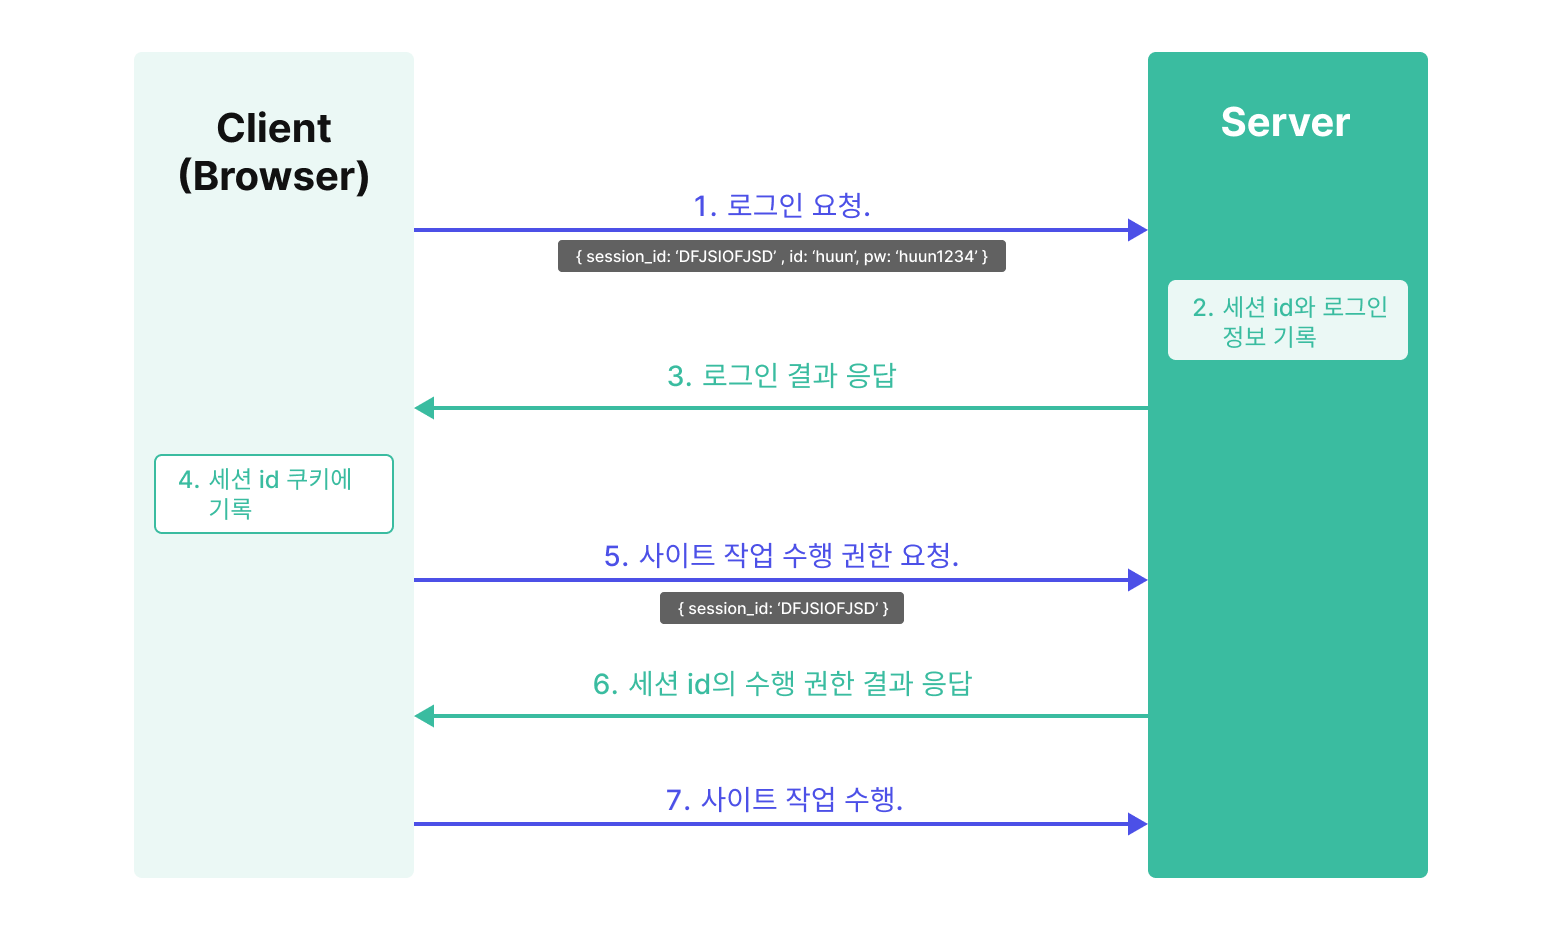 Client
(Browser)
Server
1. 로그인 요청.
{ session_id: ‘DFJSIOFJSD’ , id: ‘huun’, pw: ‘huun1234’ }
2. 세션 id와 로그인
정보 기록
3. 로그인 결과 응답
4. 세션 id 쿠키에
기록
5. 사이트 작업 수행 권한 요청.
{ session_id: ‘DFJSIOFJSD’ }
6. 세션 id의 수행 권한 결과 응답
7. 사이트 작업 수행.